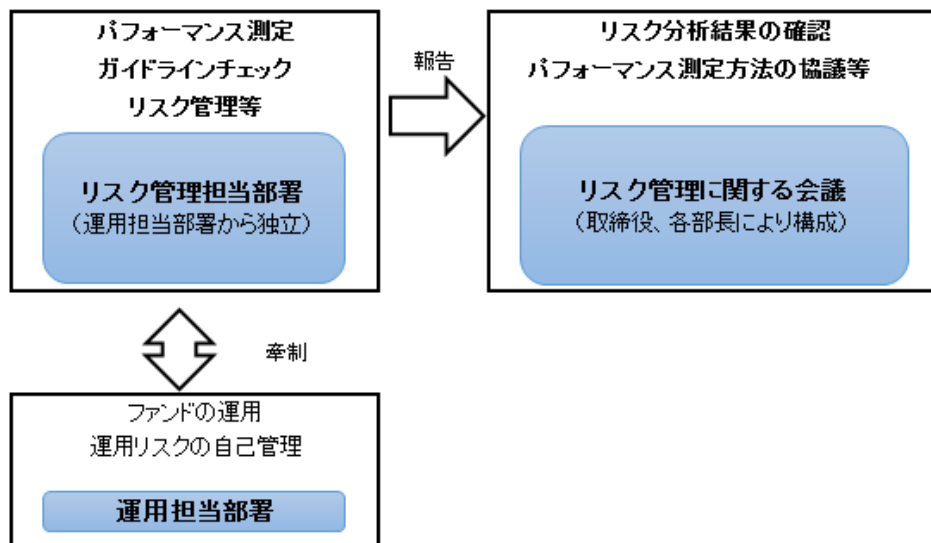 パフォーマンス測定
ガイドラインチェック
リスク管理等
リスク管理担当部署
（運用担当部署から独立）
報告
リスク分析結果の確認
パフォーマンス測定方法の協議等
リスク管理に関する会議
（取締役、各部長により構成）
牽制
ファンドの運用
運用リスクの自己管理
運用担当部署